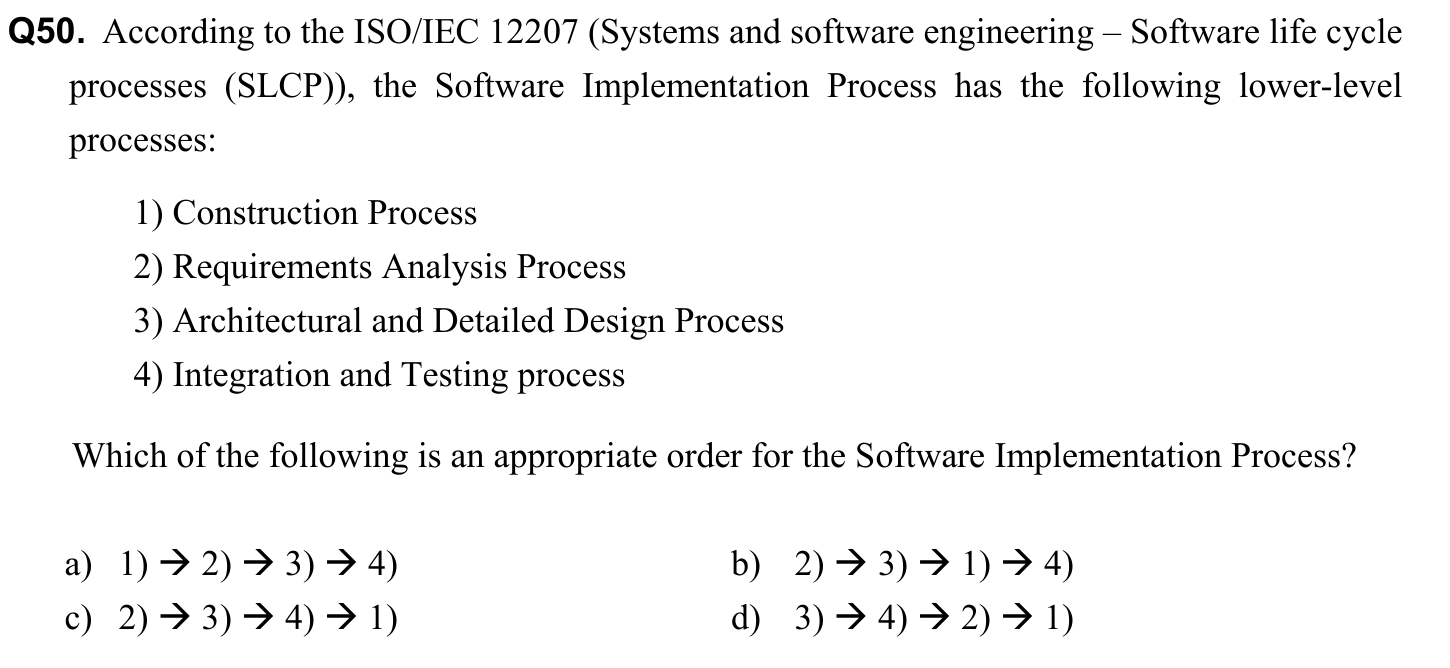 Q50. According to the ISO/IEC 12207 (Systems and software engineering – Software life cycle
processes (SLCP)), the Software Implementation Process has the following lower-level
processes:
1) Construction Process
2) Requirements Analysis Process
3) Architectural and Detailed Design Process
4) Integration and Testing process
Which of the following is an appropriate order for the Software Implementation Process?
a) 1) → 2) → 3) → 4) b) 2) → 3) → 1) → 4)
c) 2) → 3) → 4) → 1) d) 3) → 4) → 2) → 1)